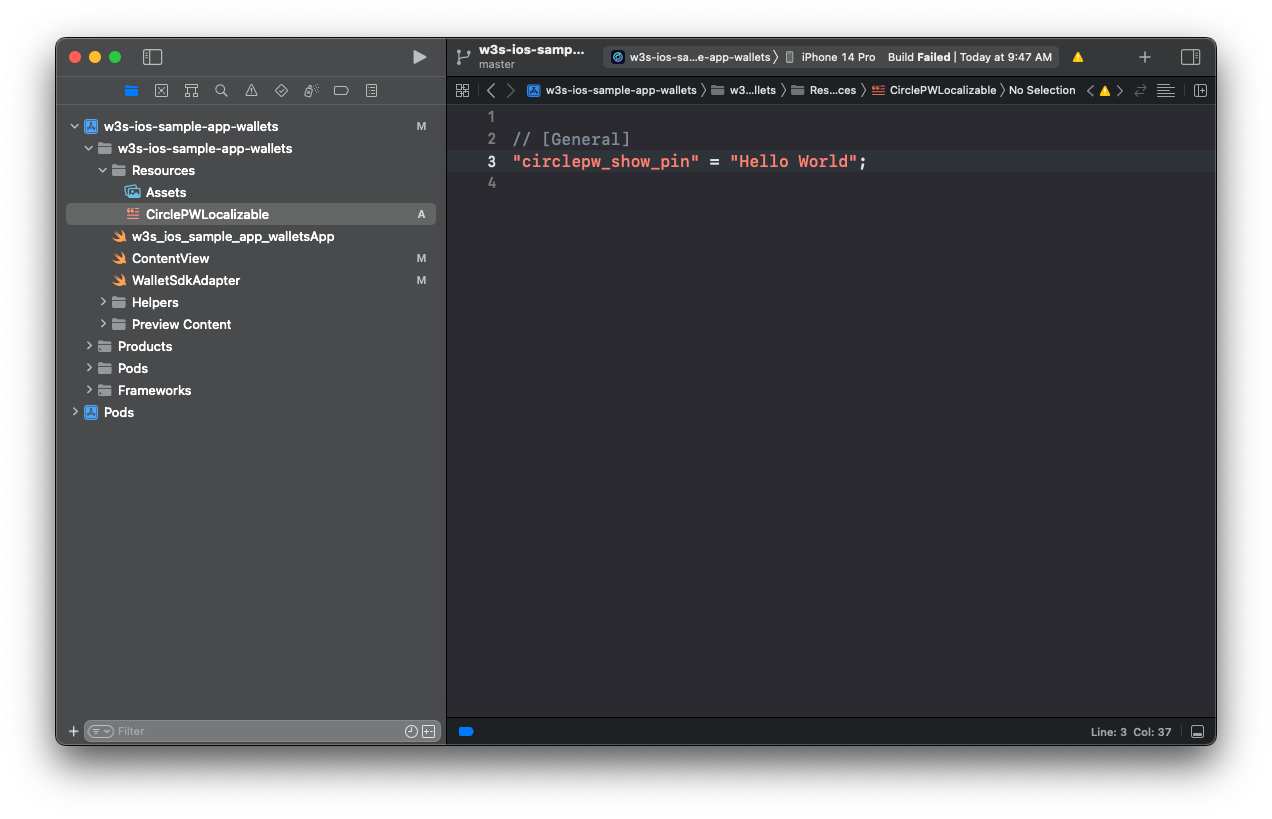 w3s-ios-samp...
master
w3s-ios-sa...e-app-wallets
iPhone 14 Pro
Build Failed | Today at 9:47 AM
w3s-ios-sample-app-wallets
w3...llets
Res...ces
CirclePWLocalizable
No Selection
w3s-ios-sample-app-wallets M
w3s-ios-sample-app-wallets
Resources
Assets
CirclePWLocalizable A
w3s_ios_sample_app_walletsApp
ContentView M
WalletSdkAdapter M
Helpers
Preview Content
Products
Pods
Frameworks
Pods
1
2 // [General]
3 "circlepw_show_pin" = "Hello World";
4
Filter
Line: 3 Col: 37